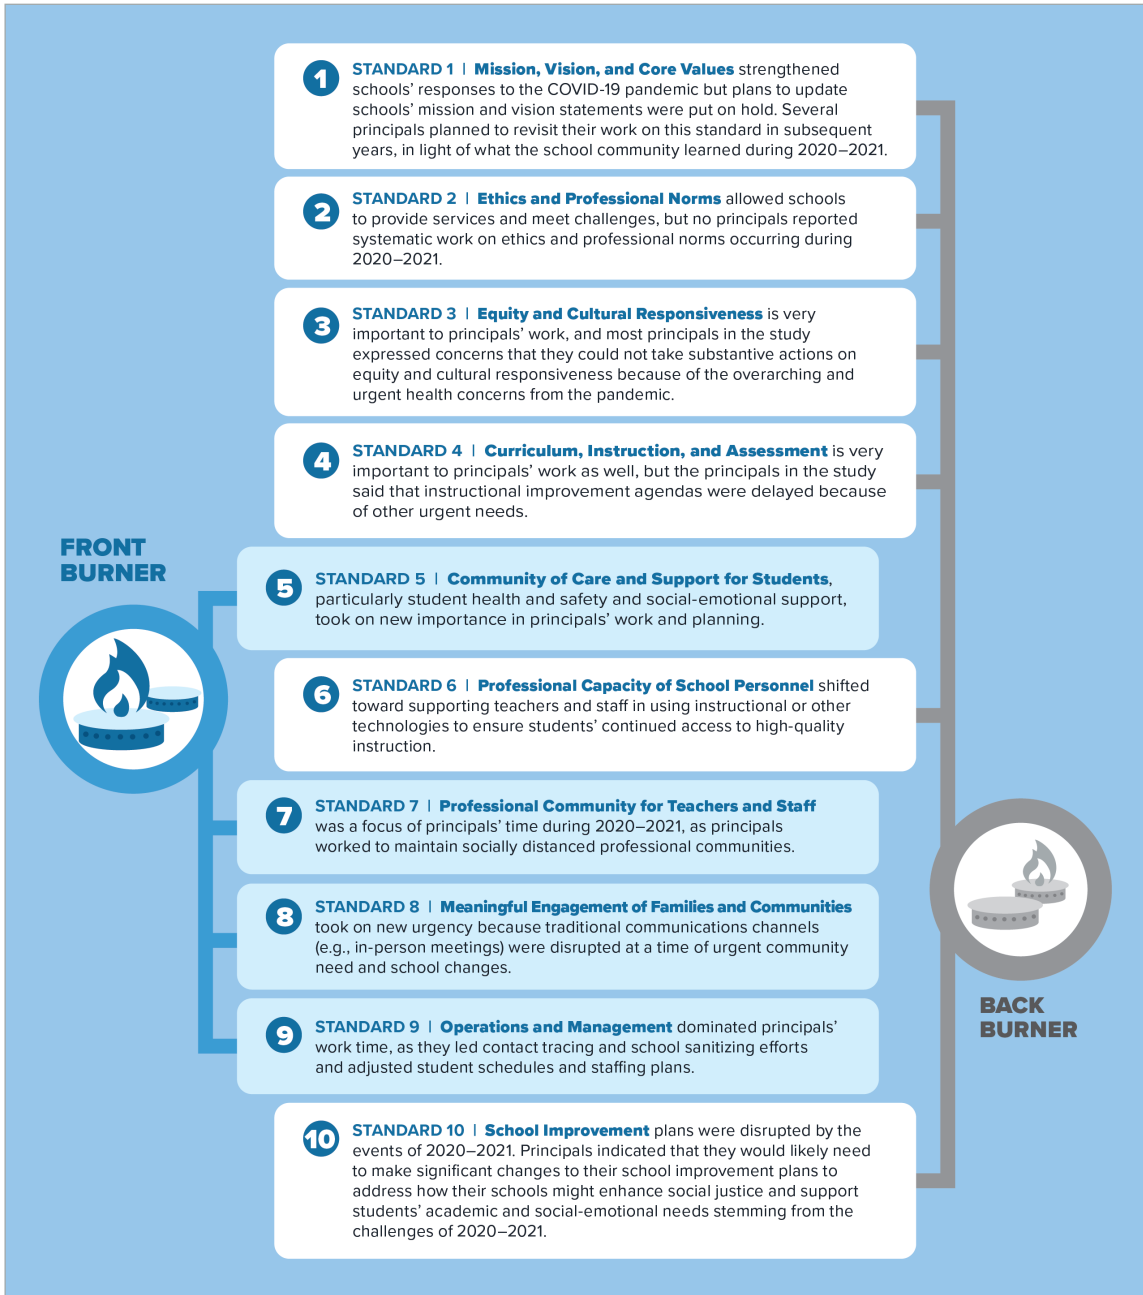 1
STANDARD 1 | Mission, Vision, and Core Values strengthened
schools’ responses to the COVID-19 pandemic but plans to update
schools’ mission and vision statements were put on hold. Several
principals planned to revisit their work on this standard in subsequent
years, in light of what the school community learned during 2020–2021.
2
STANDARD 2 | Ethics and Professional Norms allowed schools
to provide services and meet challenges, but no principals reported
systematic work on ethics and professional norms occurring during
2020–2021.
3
STANDARD 3 | Equity and Cultural Responsiveness is very
important to principals’ work, and most principals in the study
expressed concerns that they could not take substantive actions on
equity and cultural responsiveness because of the overarching and
urgent health concerns from the pandemic.
4
STANDARD 4 | Curriculum, Instruction, and Assessment is very
important to principals’ work as well, but the principals in the study
said that instructional improvement agendas were delayed because
of other urgent needs.
FRONT
BURNER
5
STANDARD 5 | Community of Care and Support for Students,
particularly student health and safety and social-emotional support,
took on new importance in principals’ work and planning.
6
STANDARD 6 | Professional Capacity of School Personnel shifted
toward supporting teachers and staff in using instructional or other
technologies to ensure students’ continued access to high-quality
instruction.
7
STANDARD 7 | Professional Community for Teachers and Staff
was a focus of principals’ time during 2020–2021, as principals
worked to maintain socially distanced professional communities.
8
STANDARD 8 | Meaningful Engagement of Families and Communities
took on new urgency because traditional communications channels
(e.g., in-person meetings) were disrupted at a time of urgent community
need and school changes.
9
STANDARD 9 | Operations and Management dominated principals’
work time, as they led contact tracing and school sanitizing efforts
and adjusted student schedules and staffing plans.
BACK
BURNER
10
STANDARD 10 | School Improvement plans were disrupted by the
events of 2020–2021. Principals indicated that they would likely need
to make significant changes to their school improvement plans to
address how their schools might enhance social justice and support
students’ academic and social-emotional needs stemming from the
challenges of 2020–2021.